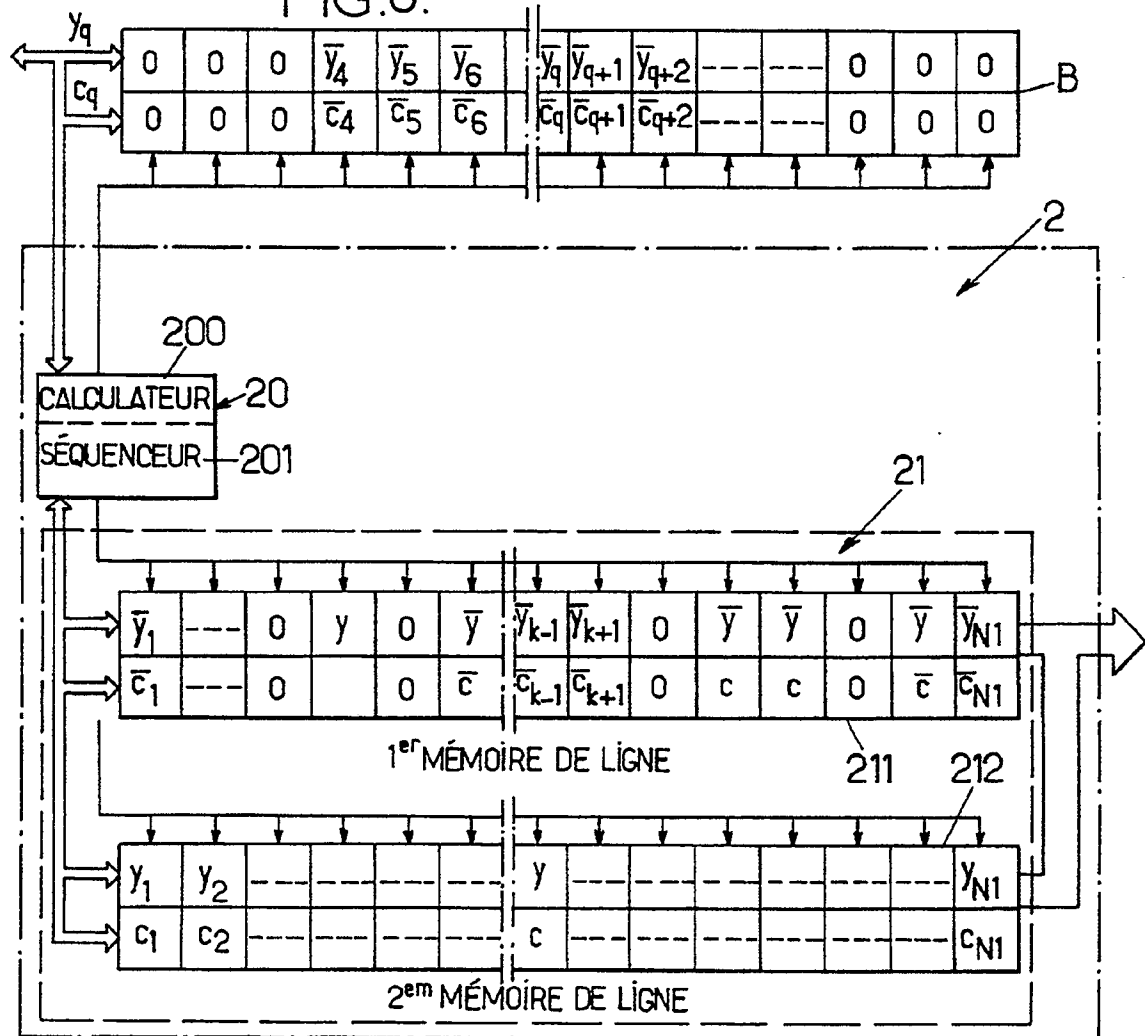 FIG.6.
yq
cq
0 0 0 ȳ4 ȳ5 ȳ6 ȳq ȳq+1 ȳq+2 ---- ---- 0 0 0
0 0 0 c̄4 c̄5 c̄6 c̄q c̄q+1 c̄q+2 ---- ---- 0 0 0
B
2
200
CALCULATEUR
20
SÉQUENCEUR
201
21
ȳ1 ---- 0 y 0 ȳ ȳk-1 ȳk+1 0 ȳ ȳ 0 ȳ ȳN1
c̄1 ---- 0 0 c̄ c̄k-1 c̄k+1 0 c c 0 c̄ c̄N1
1er MÉMOIRE DE LIGNE
211
212
y1 y2 ---- ---- ---- ---- y ---- ---- ---- ---- ---- ---- yN1
c1 c2 ---- ---- ---- ---- c ---- ---- ---- ---- ---- ---- cN1
2em MÉMOIRE DE LIGNE